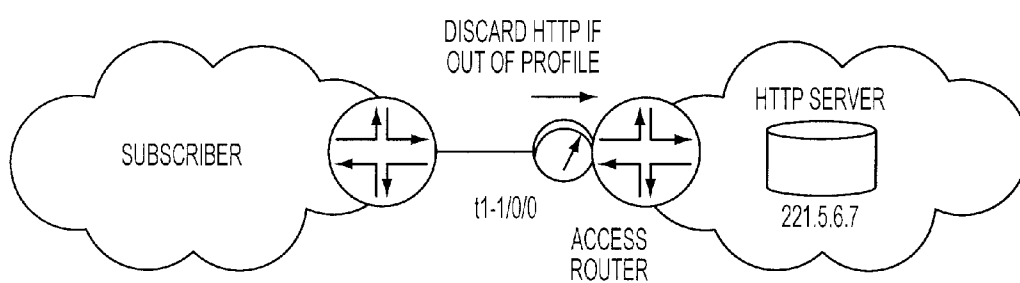 DISCARD HTTP IF
OUT OF PROFILE
SUBSCRIBER
t1-1/0/0
ACCESS
ROUTER
HTTP SERVER
221.5.6.7